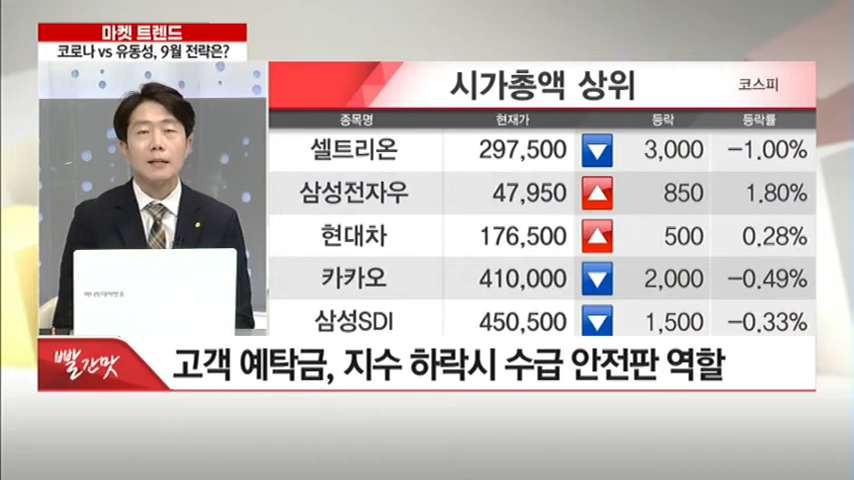 마켓 트렌드
코로나 vs 유동성, 9월 전략은?
시가총액 상위 코스피
종목명 현재가 등락 등락률
셀트리온 297,500 ▼ 3,000 -1.00%
삼성전자우 47,950 ▲ 850 1.80%
현대차 176,500 ▲ 500 0.28%
카카오 410,000 ▼ 2,000 -0.49%
삼성SDI 450,500 ▼ 1,500 -0.33%
빨간맛
고객 예탁금, 지수 하락시 수급 안전판 역할